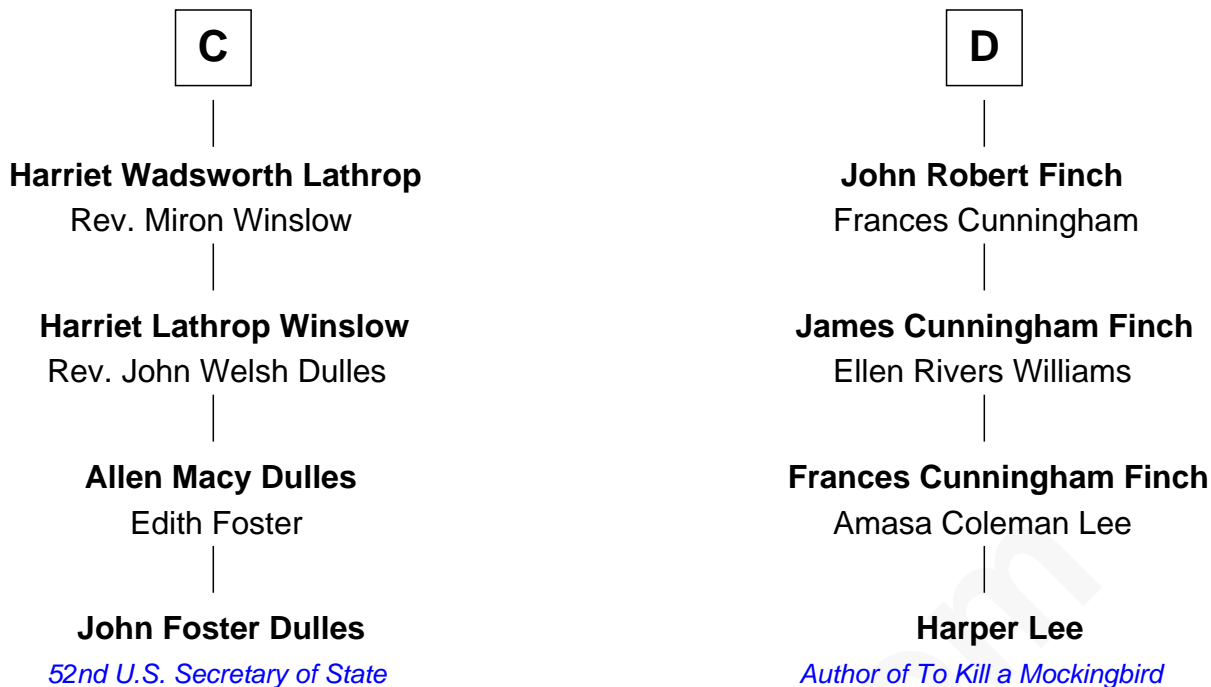 C
D
Harriet Wadsworth Lathrop
Rev. Miron Winslow
John Robert Finch
Frances Cunningham
Harriet Lathrop Winslow
Rev. John Welsh Dulles
James Cunningham Finch
Ellen Rivers Williams
Allen Macy Dulles
Edith Foster
Frances Cunningham Finch
Amasa Coleman Lee
John Foster Dulles
52nd U.S. Secretary of State
Harper Lee
Author of To Kill a Mockingbird
om